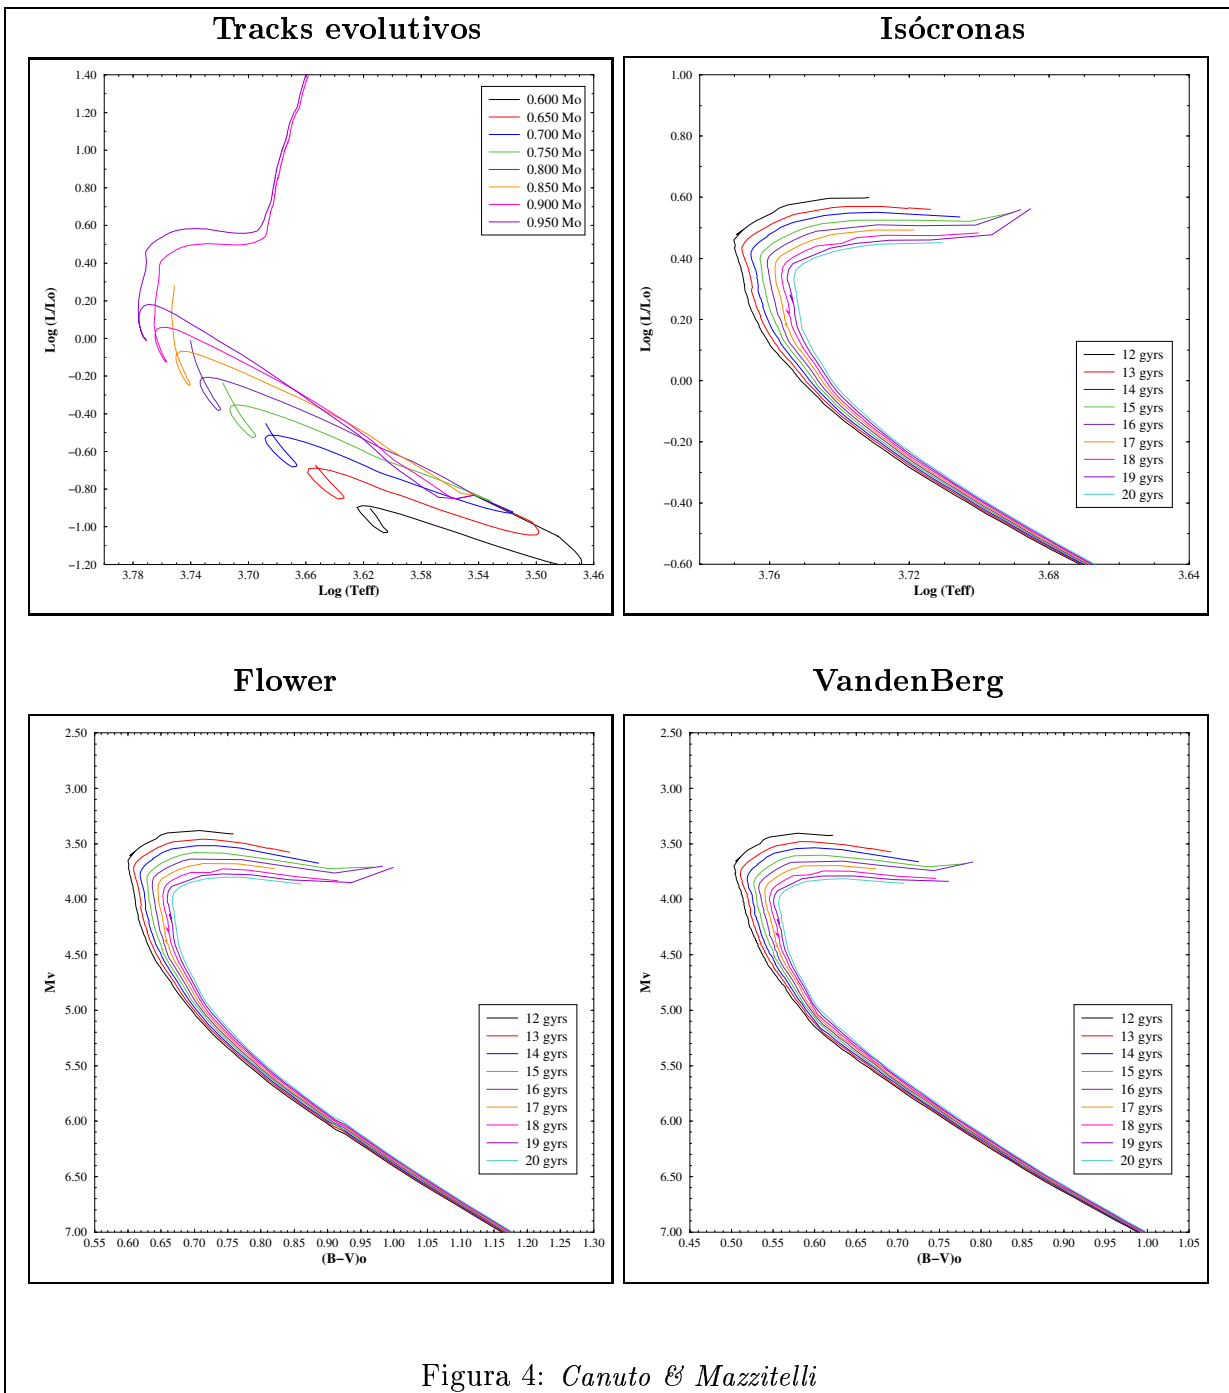 Tracks evolutivos
Isócronas
1.40
1.20
1.00
0.80
0.60
0.40
0.20
0.00
−0.20
−0.40
−0.60
−0.80
−1.00
−1.20
Log (L/Lo)
3.78 3.74 3.70 3.66 3.62 3.58 3.54 3.50 3.46
Log (Teff)
0.600 Mo
0.650 Mo
0.700 Mo
0.750 Mo
0.800 Mo
0.850 Mo
0.900 Mo
0.950 Mo
1.00
0.80
0.60
0.40
0.20
0.00
−0.20
−0.40
−0.60
Log (L/Lo)
3.76 3.72 3.68 3.64
Log (Teff)
12 gyrs
13 gyrs
14 gyrs
15 gyrs
16 gyrs
17 gyrs
18 gyrs
19 gyrs
20 gyrs
Flower
VandenBerg
2.50
3.00
3.50
4.00
4.50
5.00
5.50
6.00
6.50
7.00
Mv
0.55 0.60 0.65 0.70 0.75 0.80 0.85 0.90 0.95 1.00 1.05 1.10 1.15 1.20 1.25 1.30
(B−V)o
12 gyrs
13 gyrs
14 gyrs
15 gyrs
16 gyrs
17 gyrs
18 gyrs
19 gyrs
20 gyrs
2.50
3.00
3.50
4.00
4.50
5.00
5.50
6.00
6.50
7.00
Mv
0.45 0.50 0.55 0.60 0.65 0.70 0.75 0.80 0.85 0.90 0.95 1.00 1.05
(B−V)o
12 gyrs
13 gyrs
14 gyrs
15 gyrs
16 gyrs
17 gyrs
18 gyrs
19 gyrs
20 gyrs
Figura 4: Canuto & Mazzitelli